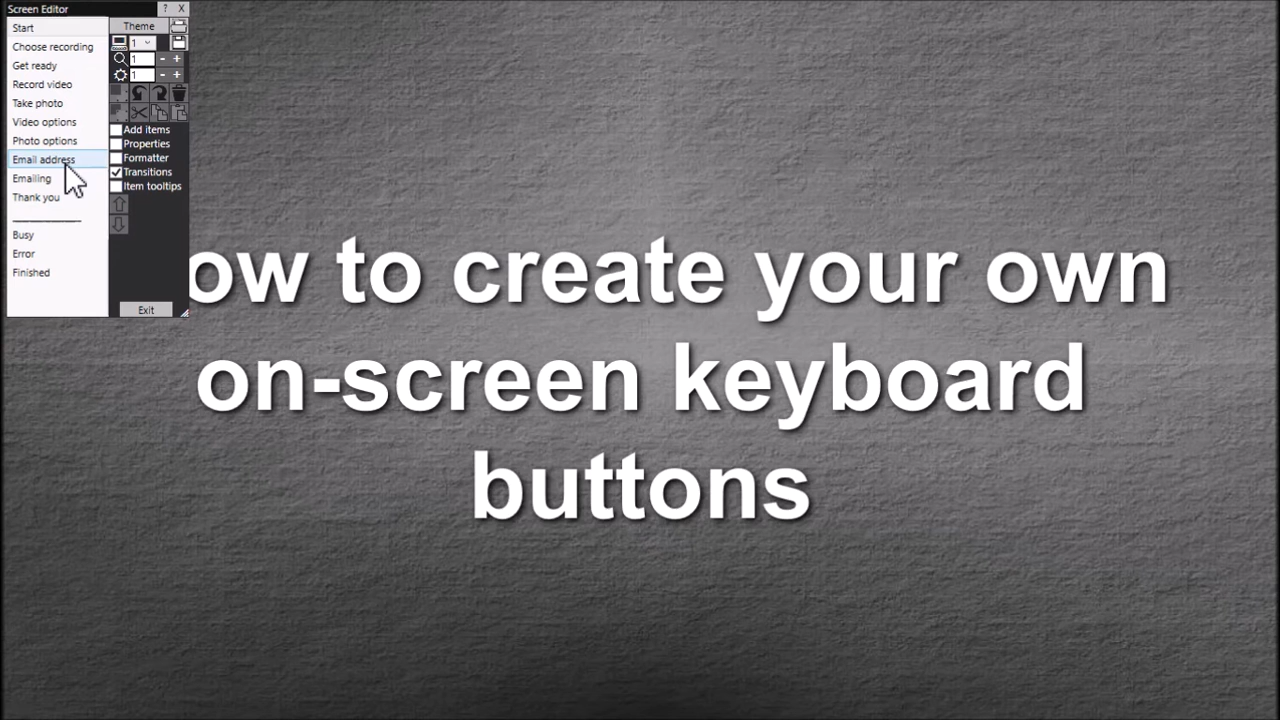 Screen Editor ? X
Start
Choose recording
Get ready
Record video
Take photo
Video options
Photo options
Email address
Emailing
Thank you
Busy
Error
Finished
Theme
1
1 - +
1 - +
Add items
Properties
Formatter
Transitions
Item tooltips
Exit
ow to create your own
on-screen keyboard
buttons